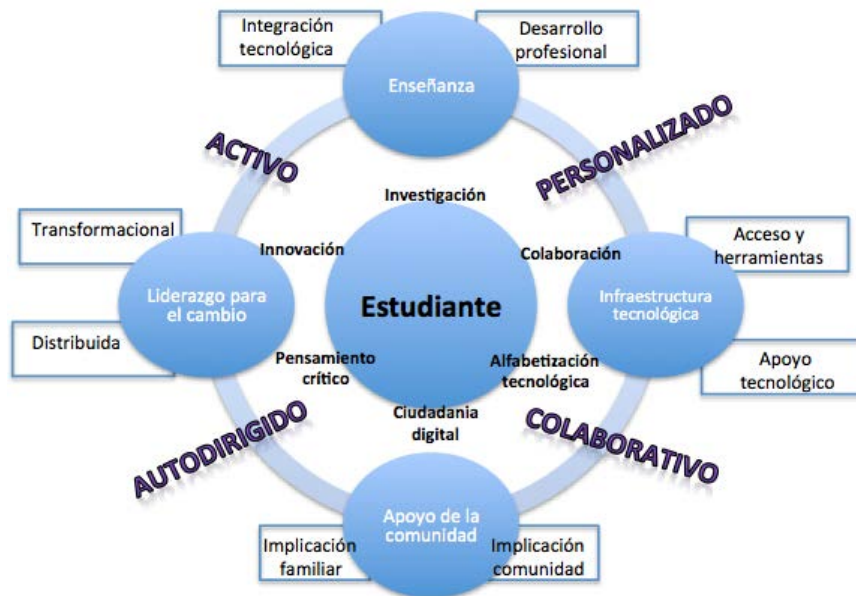 Integración
tecnológica
Desarrollo
profesional
Enseñanza
ACTIVO
PERSONALIZADO
Investigación
Transformacional
Innovación
Colaboración
Acceso y
herramientas
Liderazgo para
el cambio
Estudiante
Infraestructura
tecnológica
Distribuida
Pensamiento
crítico
Alfabetización
tecnológica
Apoyo
tecnológico
Ciudadania
digital
AUTODIRIGIDO
COLABORATIVO
Apoyo de la
comunidad
Implicación
familiar
Implicación
comunidad